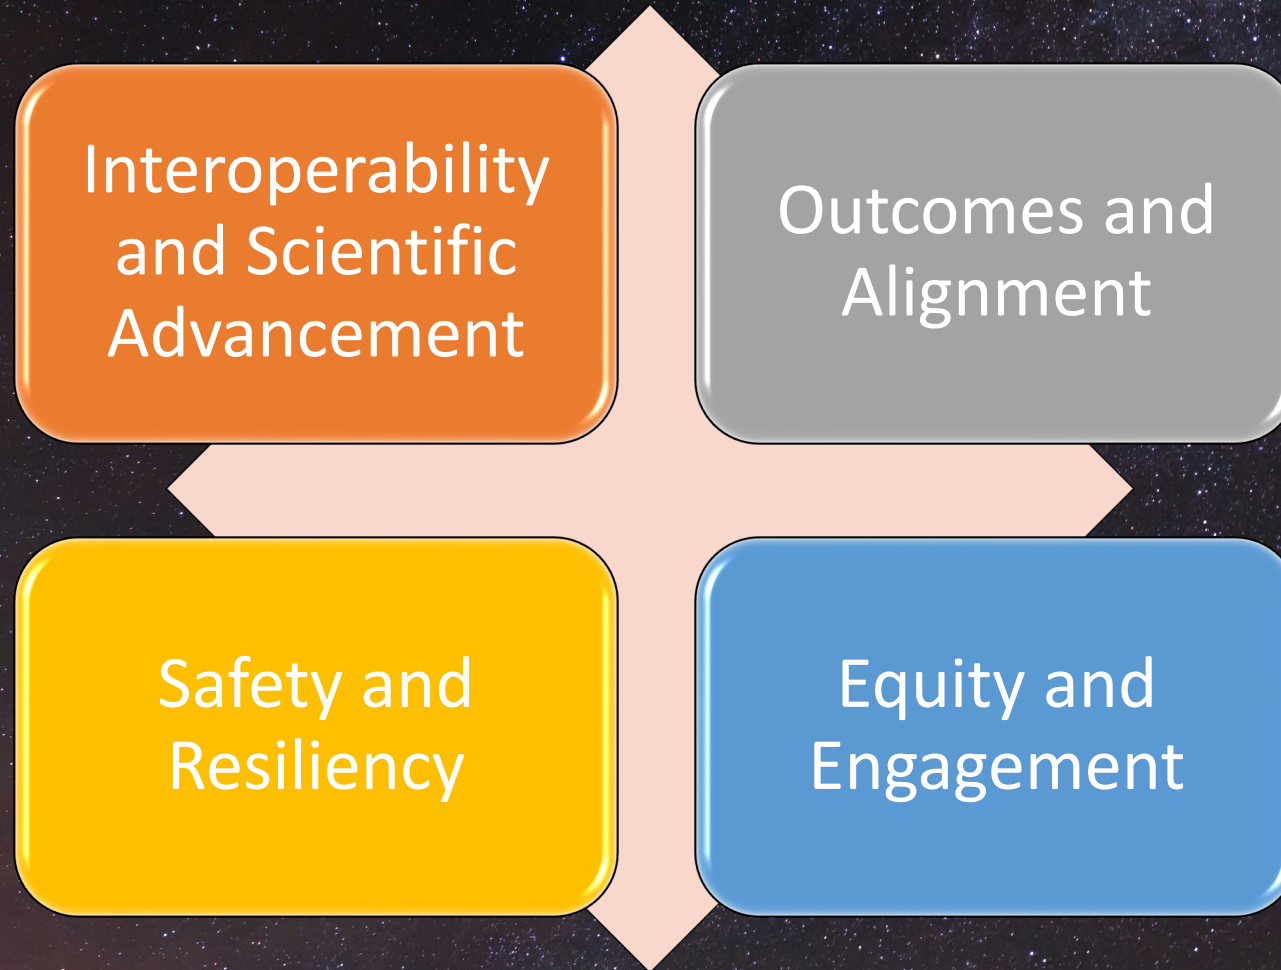 Interoperability
and Scientific
Advancement
Outcomes and
Alignment
Safety and
Resiliency
Equity and
Engagement